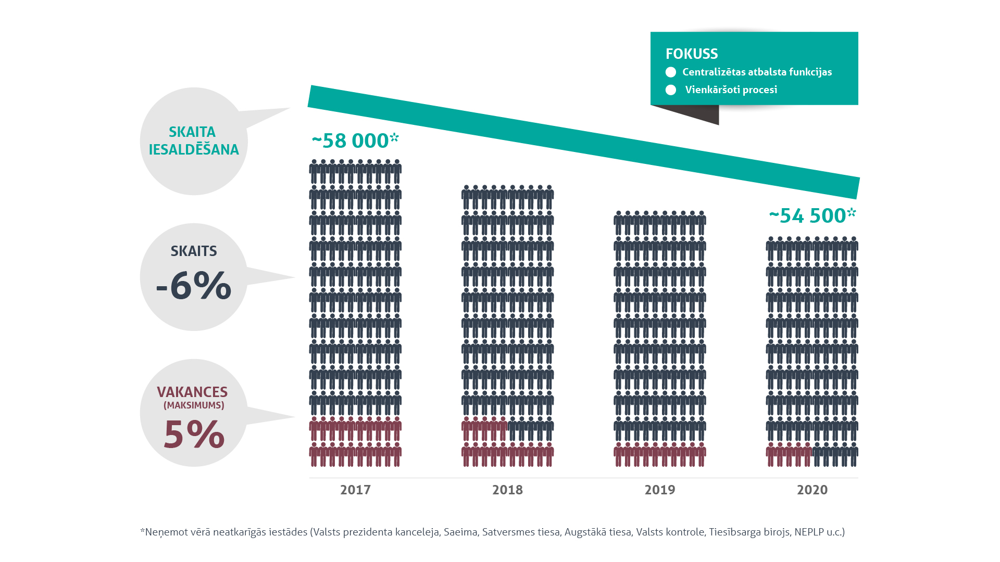 FOKUSS
Centralizētas atbalsta funkcijas
Vienkāršoti procesi
SKAITA
IESALDĒŠANA
~58 000*
~54 500*
SKAITS
-6%
VAKANCES
(MAKSIMUMS)
5%
2017
2018
2019
2020
*Neņemot vērā neatkarīgās iestādes (Valsts prezidenta kanceleja, Saeima, Satversmes tiesa, Augstākā tiesa, Valsts kontrole, Tiesībsarga birojs, NEPLP u.c.)